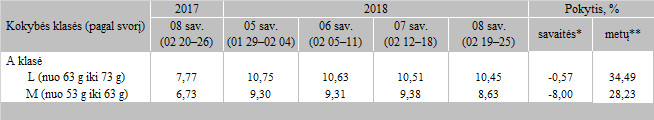 Kokybės klasės (pagal svorį) 2017 2018 Pokytis, %
08 sav. (02 20–26) 05 sav. (01 29–02 04) 06 sav. (02 05–11) 07 sav. (02 12–18) 08 sav. (02 19–25) savaitės* metų**
A klasė
L (nuo 63 g iki 73 g) 7,77 10,75 10,63 10,51 10,45 -0,57 34,49
M (nuo 53 g iki 63 g) 6,73 9,30 9,31 9,38 8,63 -8,00 28,23